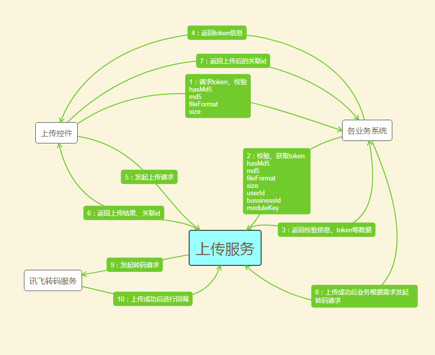 4：返回token信息
7：返回上传后的关联id
1：请求token、校验
hasMd5
md5
fileFormat
size
上传控件
各业务系统
2：校验、获取token
hasMd5
md5
fileFormat
size
userId
bussinessId
moduleKey
5：发起上传请求
6：返回上传结果、关联id
3：返回校验信息、token等数据
上传服务
9：发起转码请求
讯飞转码服务
10：上传成功后进行回调
8：上传成功后业务根据需求发起
转码请求